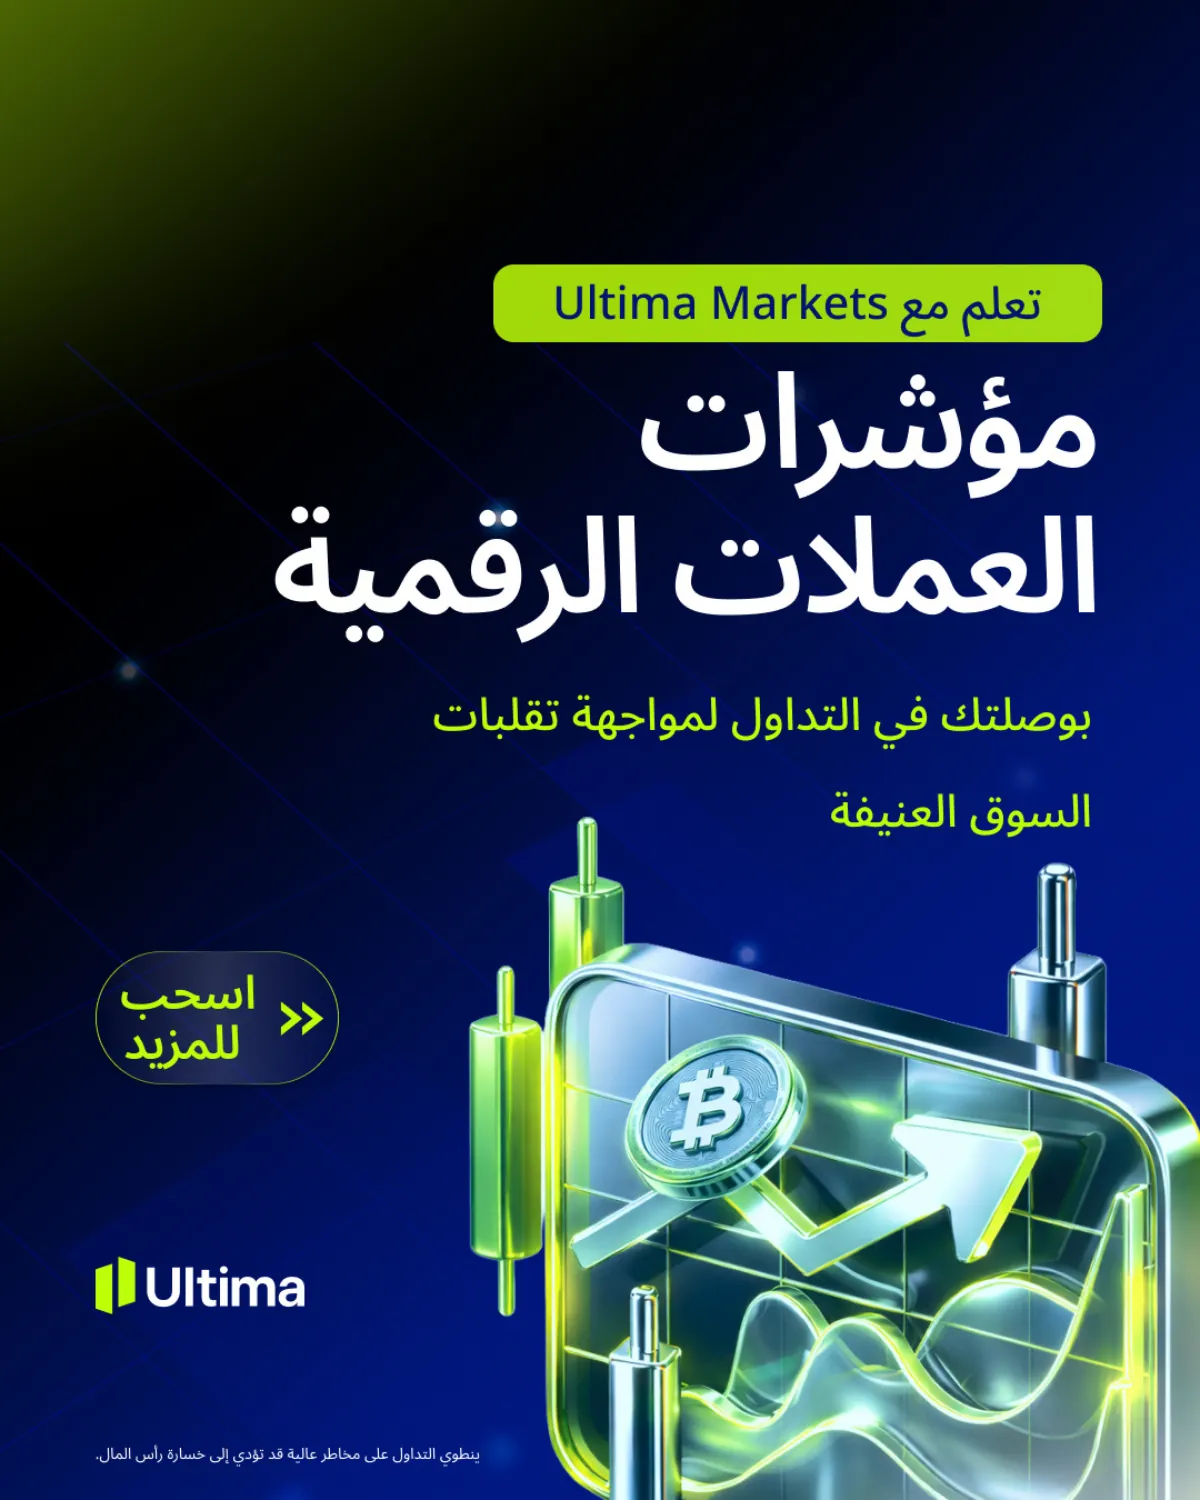 تعلم مع Ultima Markets
مؤشرات
العملات الرقمية
بوصلتك في التداول لمواجهة تقلبات
السوق العنيفة
اسحب
للمزيد
Ultima
ينطوي التداول على مخاطر عالية قد تؤدي إلى خسارة رأس المال.